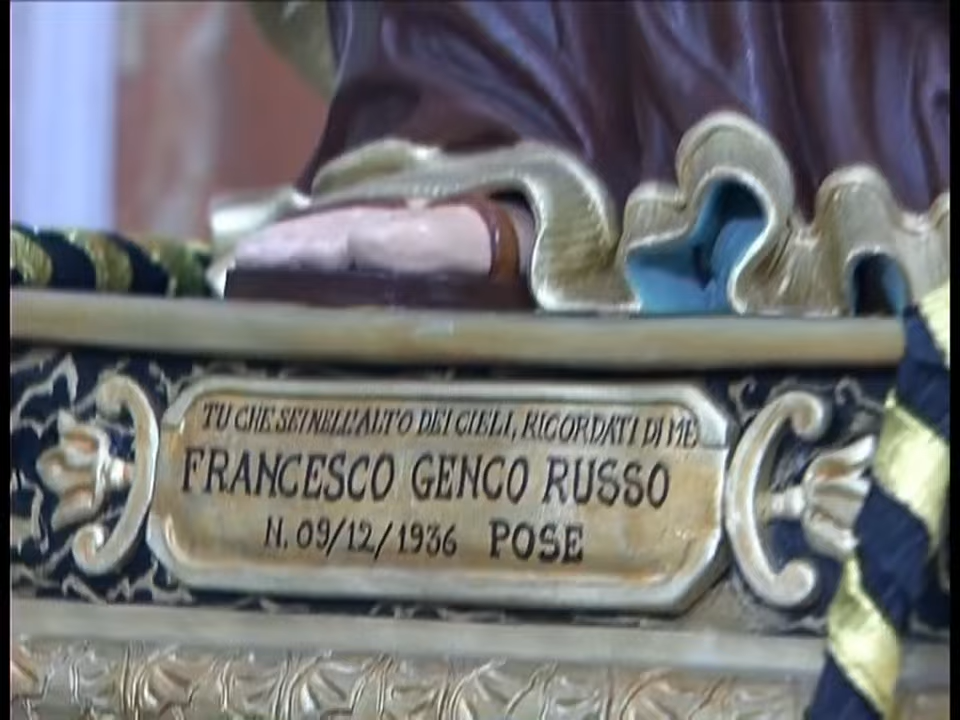 TU CHE SEI NELL'ALTO DEI CIELI, RICORDATI DI ME
FRANCESCO GENCO RUSSO
N. 09/12/1936 POSE